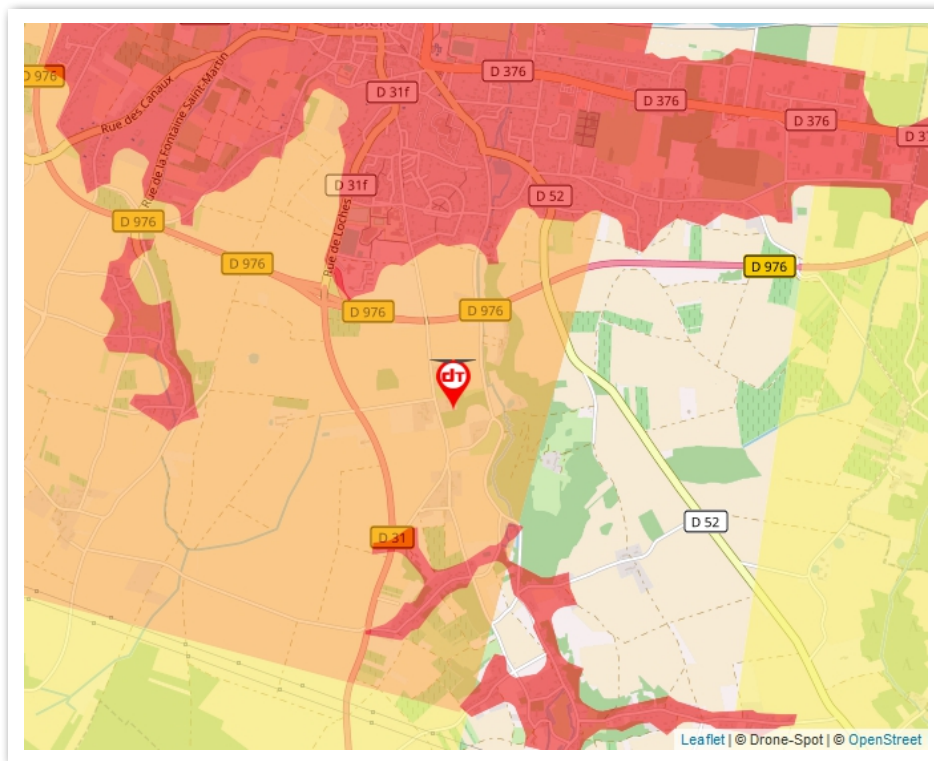 D 976
D 376
D 31f
D 376
D 376
Rue des Canaux
Rue de la Fontaine Saint-Martin
D 31f
D 52
D 976
Rue de Loches
D 976
D 976
D 976
D 976
dT
D 52
D 31
Leaflet | © Drone-Spot | © OpenStreet